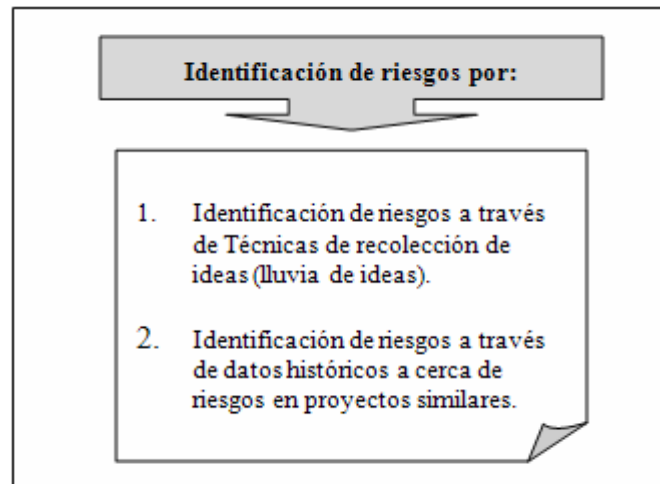 Identificación de riesgos por:
1. Identificación de riesgos a través
de Técnicas de recolección de
ideas (lluvia de ideas).
2. Identificación de riesgos a través
de datos históricos a cerca de
riesgos en proyectos similares.